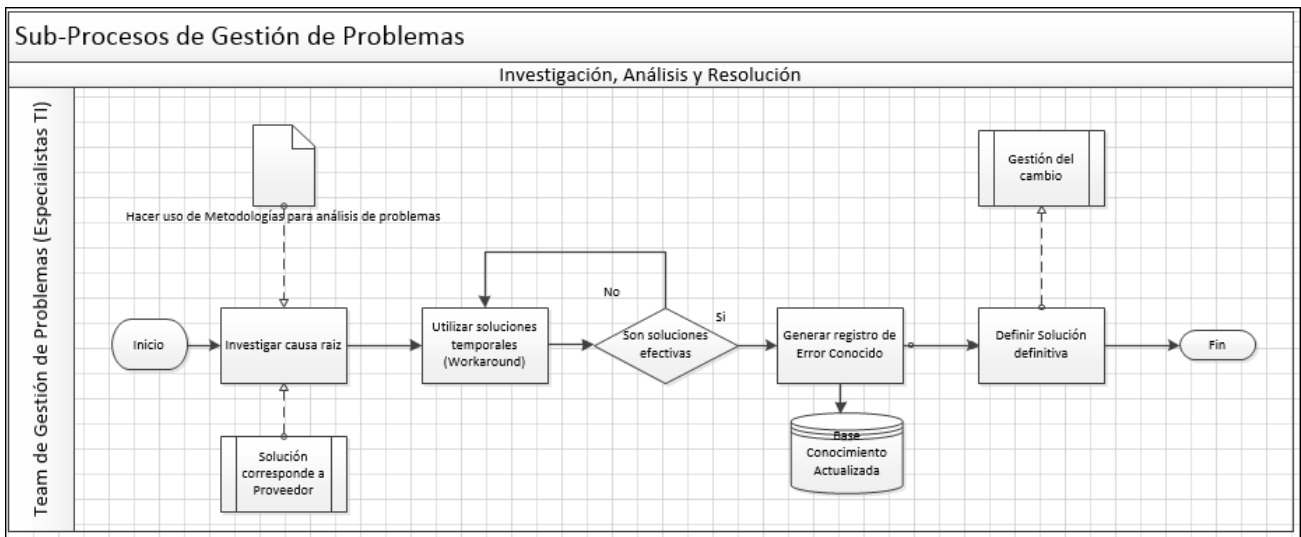 Sub-Procesos de Gestión de Problemas
Investigación, Análisis y Resolución
Team de Gestión de Problemas (Especialistas TI)
Hacer uso de Metodologías para análisis de problemas
Gestión del
cambio
Inicio
Investigar causa raiz
Utilizar soluciones
temporales
(Workaround)
No
Son soluciones
efectivas
Si
Generar registro de
Error Conocido
Definir Solución
definitiva
Fin
Solución
corresponde a
Proveedor
Base
Conocimiento
Actualizada